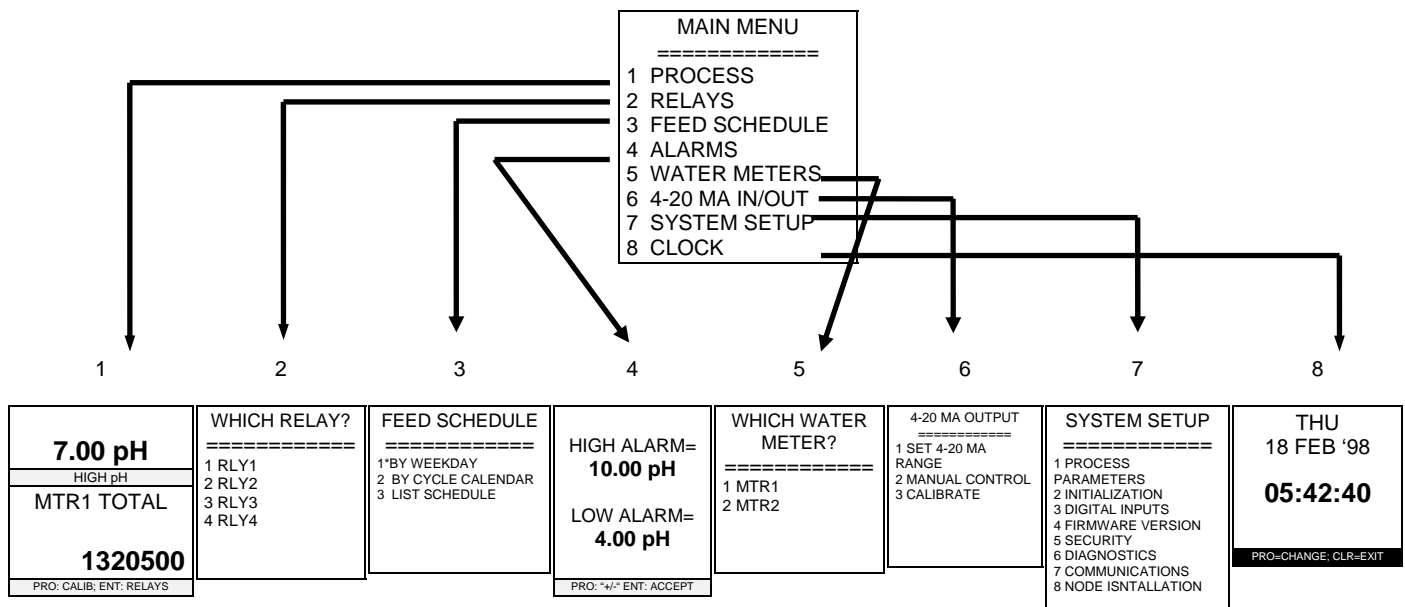 MAIN MENU
=============
1 PROCESS
2 RELAYS
3 FEED SCHEDULE
4 ALARMS
5 WATER METERS
6 4-20 MA IN/OUT
7 SYSTEM SETUP
8 CLOCK
1
2
3
4
5
6
7
8
7.00 pH
HIGH pH
MTR1 TOTAL
1320500
PRO: CALIB; ENT: RELAYS
WHICH RELAY?
============
1 RLY1
2 RLY2
3 RLY3
4 RLY4
FEED SCHEDULE
============
1*BY WEEKDAY
2 BY CYCLE CALENDAR
3 LIST SCHEDULE
HIGH ALARM=
10.00 pH
LOW ALARM=
4.00 pH
PRO: “+/-“ ENT: ACCEPT
WHICH WATER
METER?
============
1 MTR1
2 MTR2
4-20 MA OUTPUT
============
1 SET 4-20 MA
RANGE
2 MANUAL CONTROL
3 CALIBRATE
SYSTEM SETUP
============
1 PROCESS
PARAMETERS
2 INITIALIZATION
3 DIGITAL INPUTS
4 FIRMWARE VERSION
5 SECURITY
6 DIAGNOSTICS
7 COMMUNICATIONS
8 NODE ISNTALLATION
THU
18 FEB ‘98
05:42:40
PRO=CHANGE; CLR=EXIT